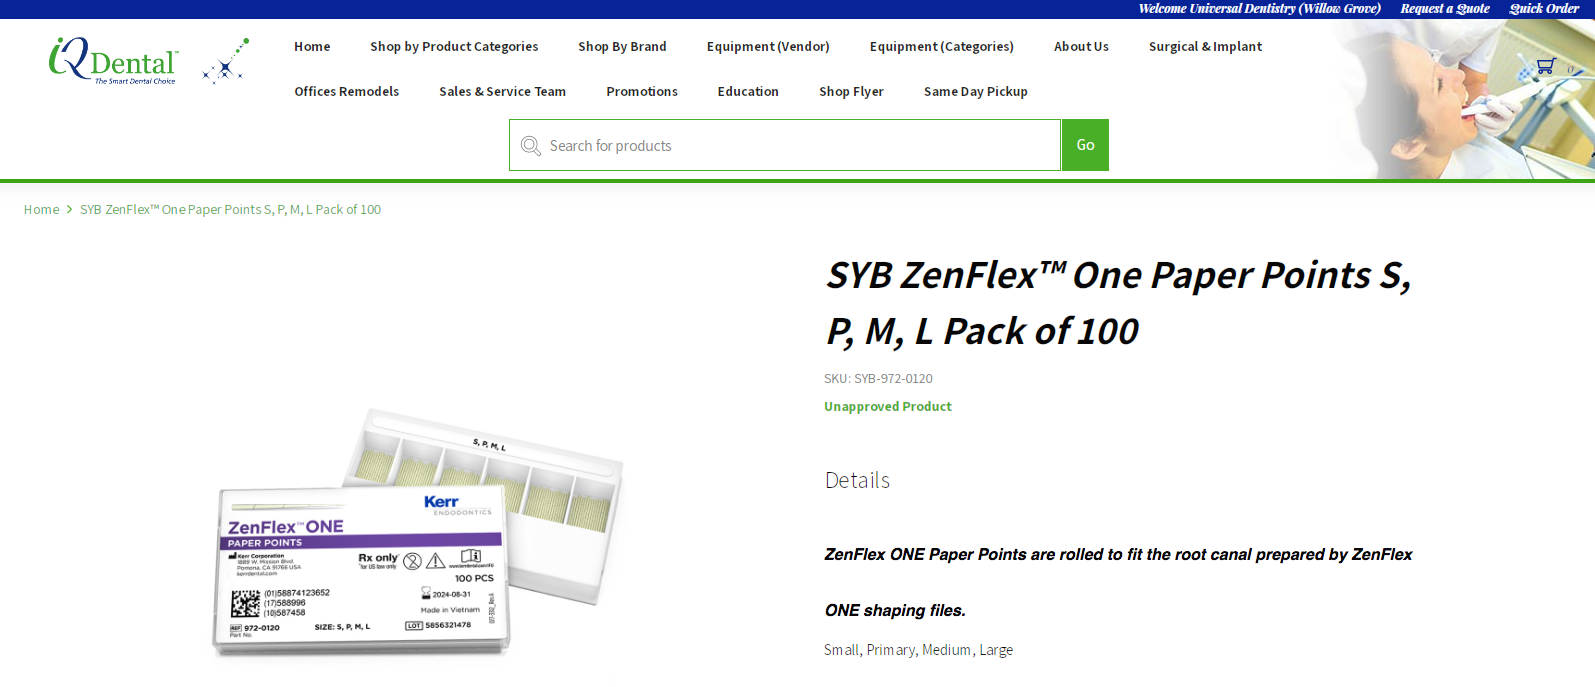 Welcome Universal Dentistry (Willow Grove) Request a Quote Quick Order
iQ Dental™
The Smart Dental Choice
Home Shop by Product Categories Shop By Brand Equipment (Vendor) Equipment (Categories) About Us Surgical & Implant
Offices Remodels Sales & Service Team Promotions Education Shop Flyer Same Day Pickup
0
Search for products Go
Home > SYB ZenFlex™ One Paper Points S, P, M, L Pack of 100
SYB ZenFlex™ One Paper Points S,
P, M, L Pack of 100
SKU: SYB-972-0120
Unapproved Product
Details
ZenFlex ONE Paper Points are rolled to fit the root canal prepared by ZenFlex
ONE shaping files.
Small, Primary, Medium, Large
S, P, M, L
Kerr
ENDODONTICS
ZenFlex™ ONE
PAPER POINTS
Kerr Corporation
1889 W. Mission Blvd.
Pomona, CA 91766 USA
kerrdental.com
Rx only*
*for US law only
100 PCS
(01)58874123652
(17)588996
(10)587458
2024-08-31
Made in Vietnam
REF 972-0120
Part No.
SIZE: S, P, M, L
LOT 5856321478